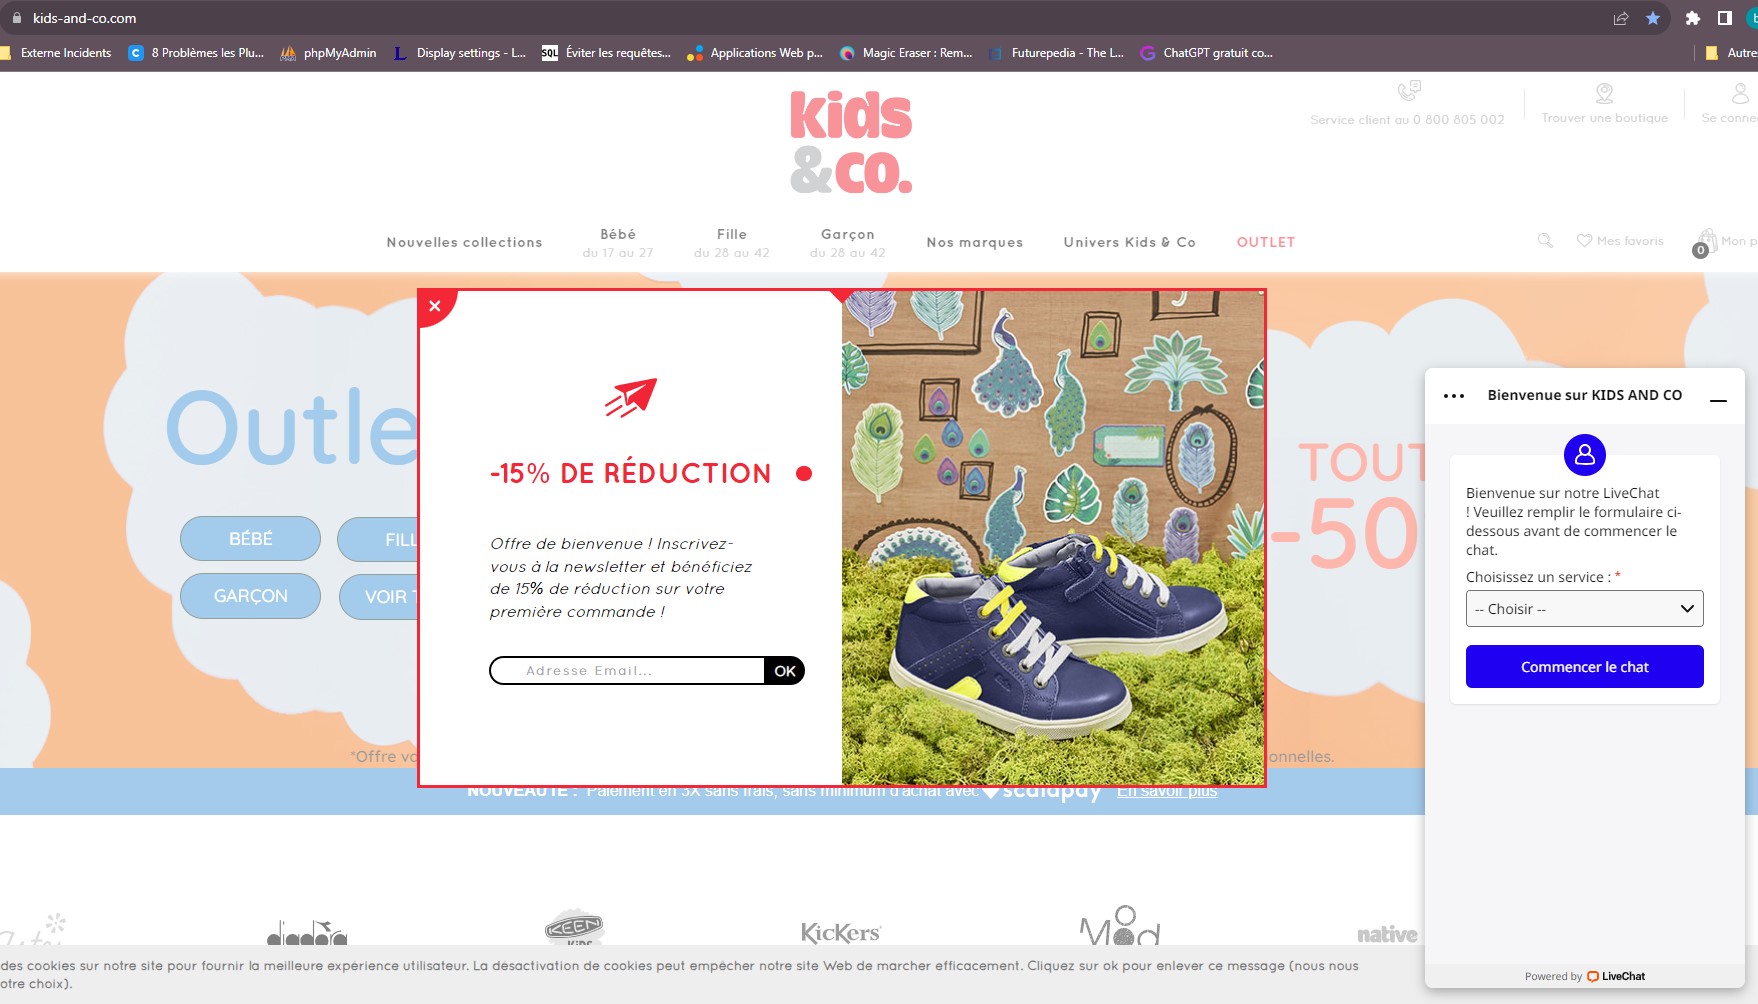 kids-and-co.com
Externe Incidents
8 Problèmes les Plu...
phpMyAdmin
Display settings - L...
SQL
Éviter les requêtes...
Applications Web p...
Magic Eraser : Rem...
Futurepedia - The L...
ChatGPT gratuit co...
Autre
kids
&co.
Service client au 0 800 805 002
Trouver une boutique
Se conne
Nouvelles collections
Bébé
du 17 au 27
Fille
du 28 au 42
Garçon
du 28 au 42
Nos marques
Univers Kids & Co
OUTLET
Mes favoris
0
Mon p
Outle
BÉBÉ
FILL
GARÇON
VOIR T
TOUT
-50
-15% DE RÉDUCTION
Offre de bienvenue ! Inscrivez-
vous à la newsletter et bénéficiez
de 15% de réduction sur votre
première commande !
Adresse Email...
OK
*Offre va
onnelles.
NOUVEAUTÉ : Paiement en 3X sans frais, sans minimum d'achat avec scalapay En savoir plus
Bienvenue sur KIDS AND CO
Bienvenue sur notre LiveChat
! Veuillez remplir le formulaire ci-
dessous avant de commencer le
chat.
Choisissez un service : *
-- Choisir --
Commencer le chat
Powered by LiveChat
diadora
KEEN
KIDS
KicKers
Mod
native
des cookies sur notre site pour fournir la meilleure expérience utilisateur. La désactivation de cookies peut empêcher notre site Web de marcher efficacement. Cliquez sur ok pour enlever ce message (nous nous
otre choix).